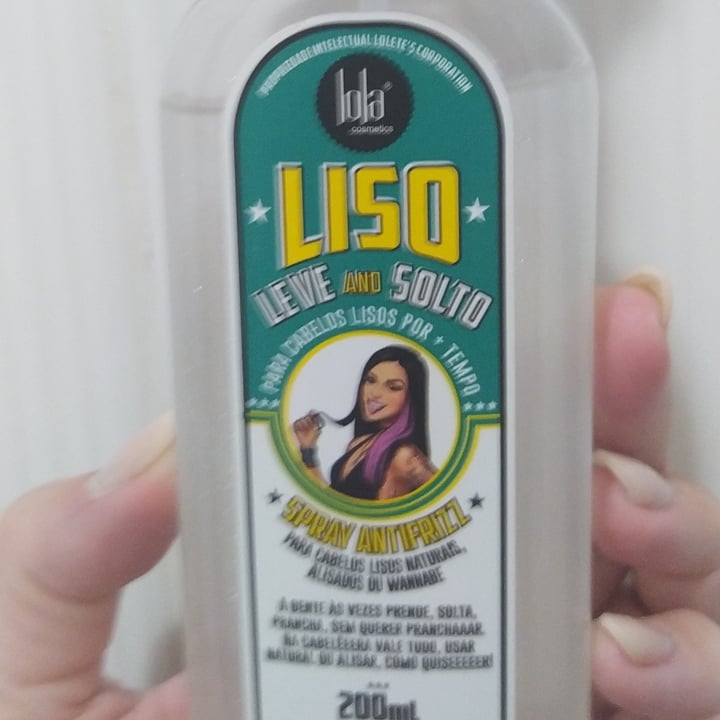 PROPRIEDADE INTELECTUAL LOLETE'S CORPORATION
lola®
cosmetics
LISO
LEVE AND SOLTO
PARA CABELOS LISOS POR + TEMPO
SPRAY ANTIFRIZZ
PARA CABELOS LISOS NATURAIS,
ALISADOS OU WANNABE
A GENTE ÀS VEZES PRENDE, SOLTA,
PRANCHA, SEM QUERER PRANCHAAAR.
NA CABELÊEERA VALE TUDO, USAR
NATURAL OU ALISAR, COMO QUISEEEEER!
200mL